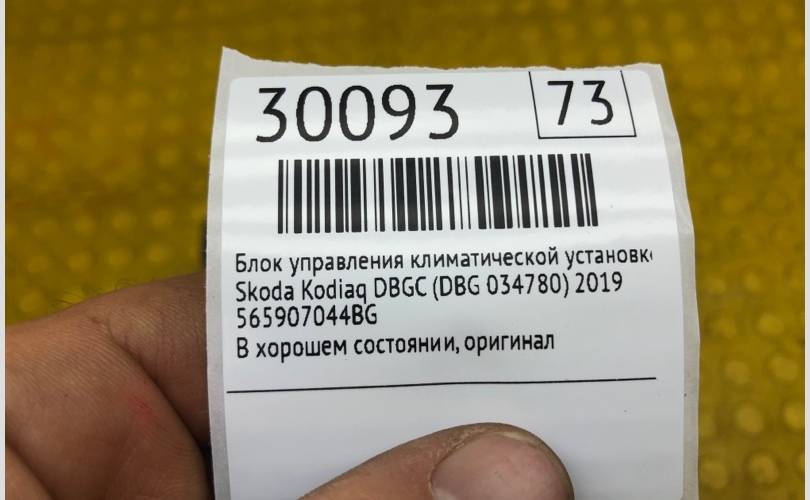 30093
73
Блок управления климатической установк
Skoda Kodiaq DBGC (DBG 034780) 2019
565907044BG
В хорошем состоянии, оригинал